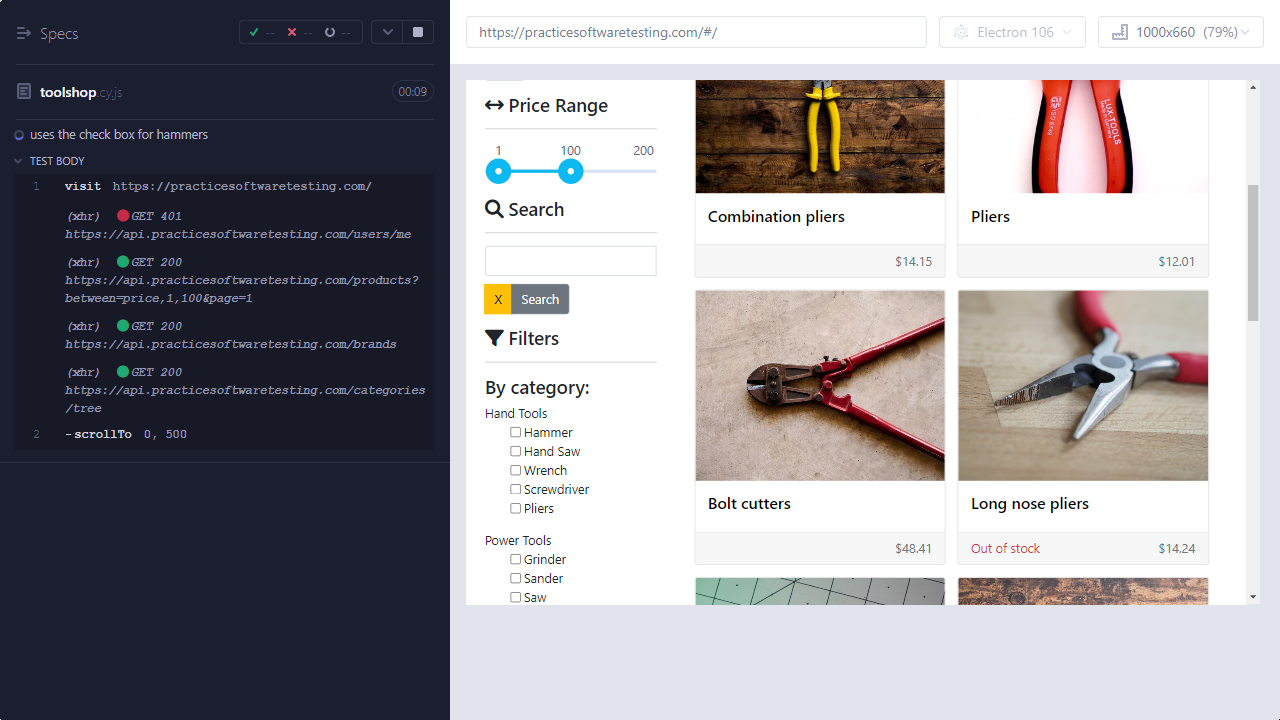 Specs
--
--
--
https://practicesoftwaretesting.com/#/
Electron 106
1000x660 (79%)
toolshop.cy.js
00:09
uses the check box for hammers
TEST BODY
1 visit https://practicesoftwaretesting.com/
(xhr) GET 401
https://api.practicesoftwaretesting.com/users/me
(xhr) GET 200
https://api.practicesoftwaretesting.com/products?
between=price,1,100&page=1
(xhr) GET 200
https://api.practicesoftwaretesting.com/brands
(xhr) GET 200
https://api.practicesoftwaretesting.com/categories
/tree
2 -scrollTo 0, 500
Price Range
1 100 200
Search
X Search
Filters
By category:
Hand Tools
Hammer
Hand Saw
Wrench
Screwdriver
Pliers
Power Tools
Grinder
Sander
Saw
Combination pliers
$14.15
LUX-TOOLS
Pliers
$12.01
Bolt cutters
$48.41
Long nose pliers
Out of stock $14.24